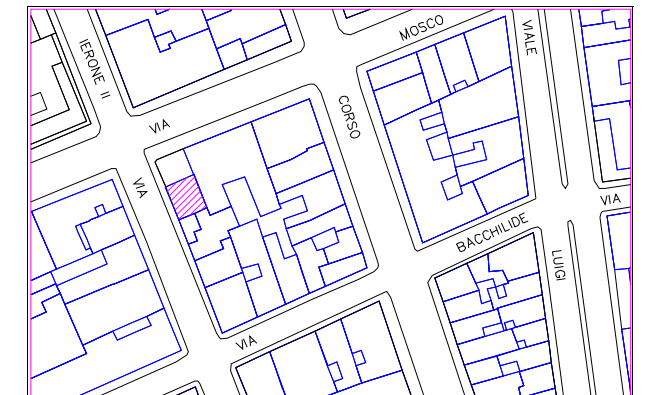 MOSCO
IERONE II
VIALE
VIA
CORSO
VIA
VIA
BACCHILIDE
LUIGI
VIA